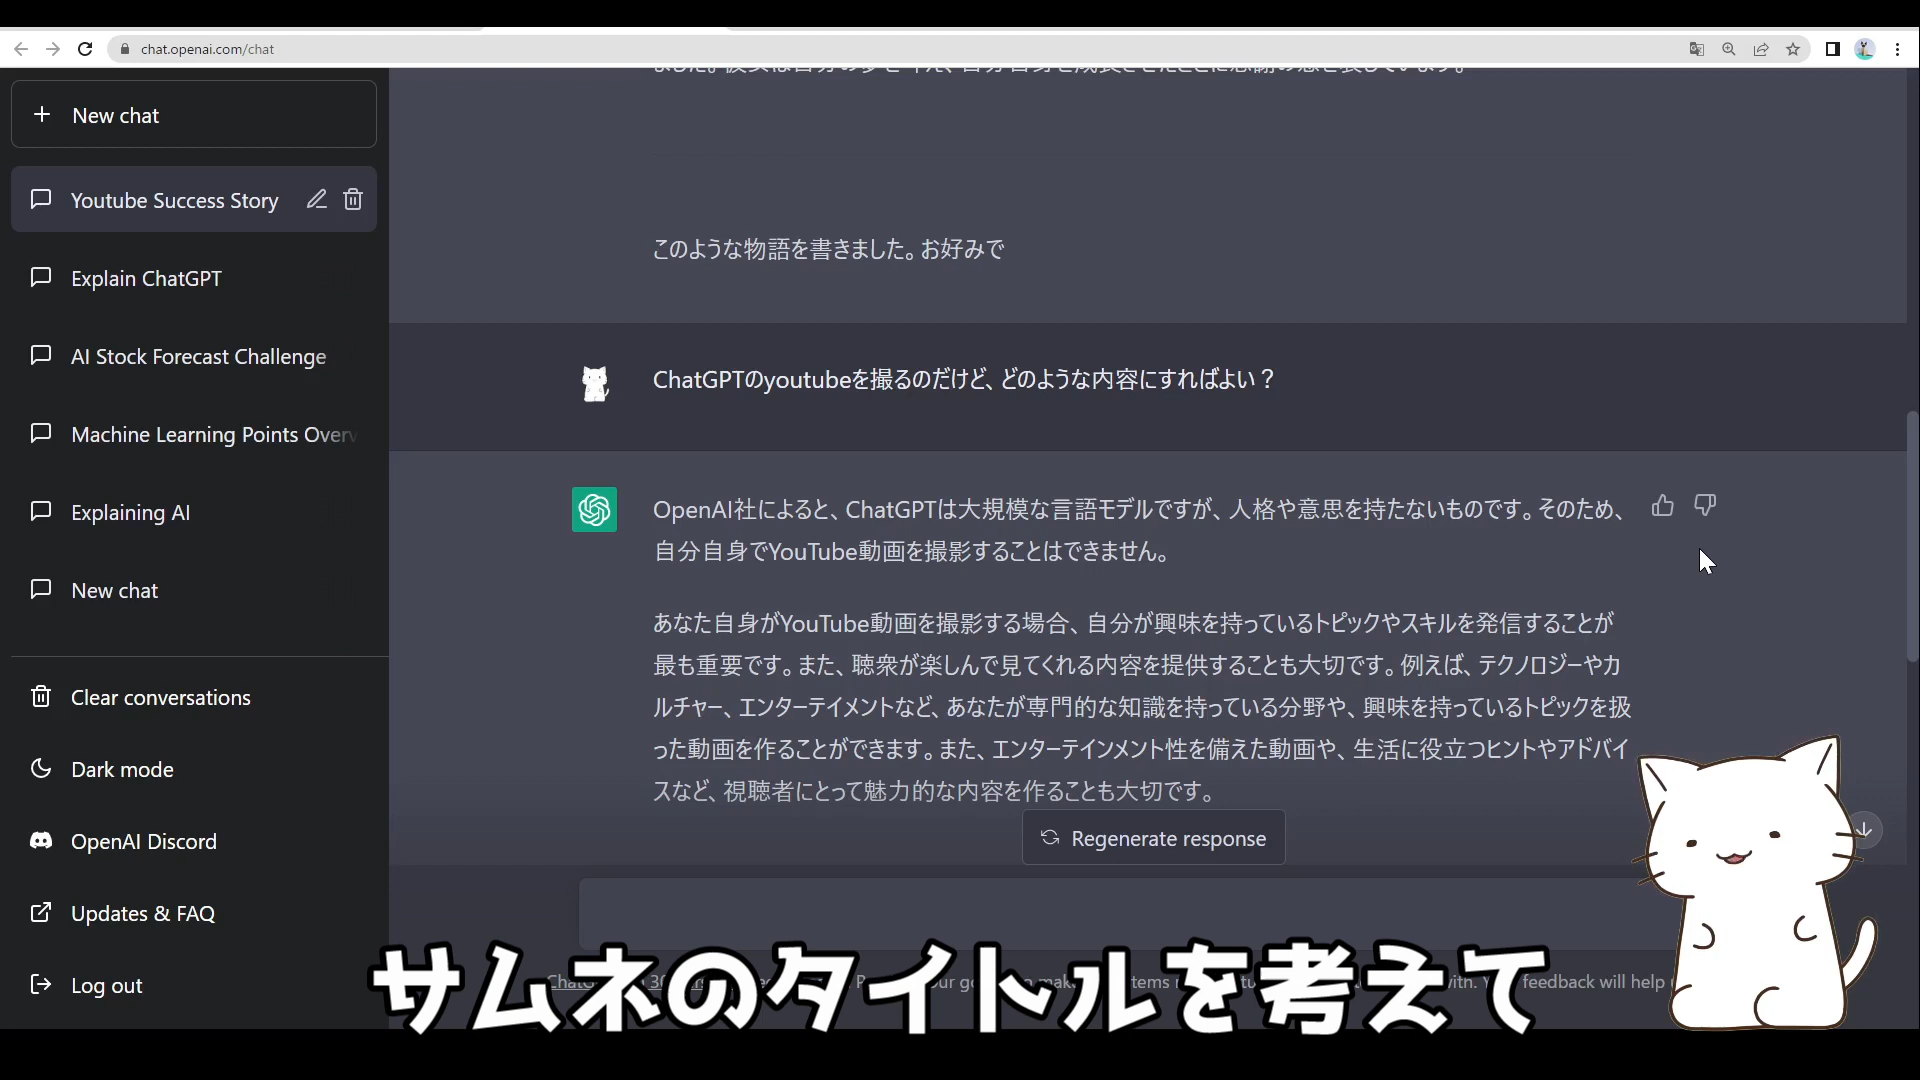 chat.openai.com/chat
New chat
Youtube Success Story
Explain ChatGPT
AI Stock Forecast Challenge
Machine Learning Points Overv
Explaining AI
New chat
Clear conversations
Dark mode
OpenAI Discord
Updates & FAQ
Log out
このような物語を書きました。お好みで
ChatGPTのyoutubeを撮るのだけど、どのような内容にすればよい？
OpenAI社によると、ChatGPTは大規模な言語モデルですが、人格や意思を持たないものです。そのため、
自分自身でYouTube動画を撮影することはできません。
あなた自身がYouTube動画を撮影する場合、自分が興味を持っているトピックやスキルを発信することが
最も重要です。また、聴衆が楽しんで見てくれる内容を提供することも大切です。例えば、テクノロジーやカ
ルチャー、エンターテイメントなど、あなたが専門的な知識を持っている分野や、興味を持っているトピックを扱
った動画を作ることができます。また、エンターテインメント性を備えた動画や、生活に役立つヒントやアドバイ
スなど、視聴者にとって魅力的な内容を作ることも大切です。
Regenerate response
feedback will help
サムネのタイトルを考えて